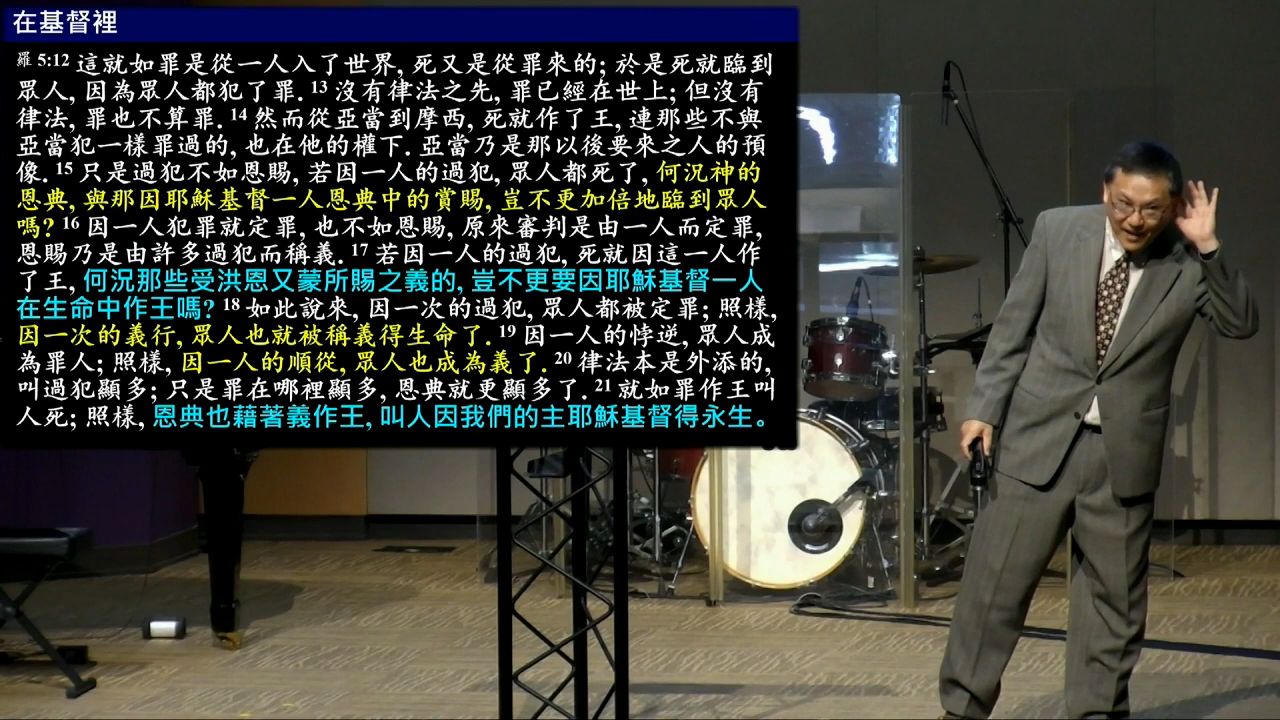 在基督裡
羅 5:12 這就如罪是從一人入了世界, 死又是從罪來的; 於是死就臨到
眾人, 因為眾人都犯了罪. 13 沒有律法之先, 罪已經在世上; 但沒有
律法, 罪也不算罪. 14 然而從亞當到摩西, 死就作了王, 連那些不與
亞當犯一樣罪過的, 也在他的權下. 亞當乃是那以後要來之人的預
像. 15 只是過犯不如恩賜, 若因一人的過犯, 眾人都死了, 何況神的
恩典, 與那因耶穌基督一人恩典中的賞賜, 豈不更加倍地臨到眾人
嗎? 16 因一人犯罪就定罪, 也不如恩賜, 原來審判是由一人而定罪,
恩賜乃是由許多過犯而稱義. 17 若因一人的過犯, 死就因這一人作
了王, 何況那些受洪恩又蒙所賜之義的, 豈不更要因耶穌基督一人
在生命中作王嗎? 18 如此說來, 因一次的過犯, 眾人都被定罪; 照樣,
因一次的義行, 眾人也就被稱義得生命了. 19 因一人的悖逆, 眾人成
為罪人; 照樣, 因一人的順從, 眾人也成為義了. 20 律法本是外添的,
叫過犯顯多; 只是罪在哪裡顯多, 恩典就更顯多了. 21 就如罪作王叫
人死; 照樣, 恩典也藉著義作王, 叫人因我們的主耶穌基督得永生。